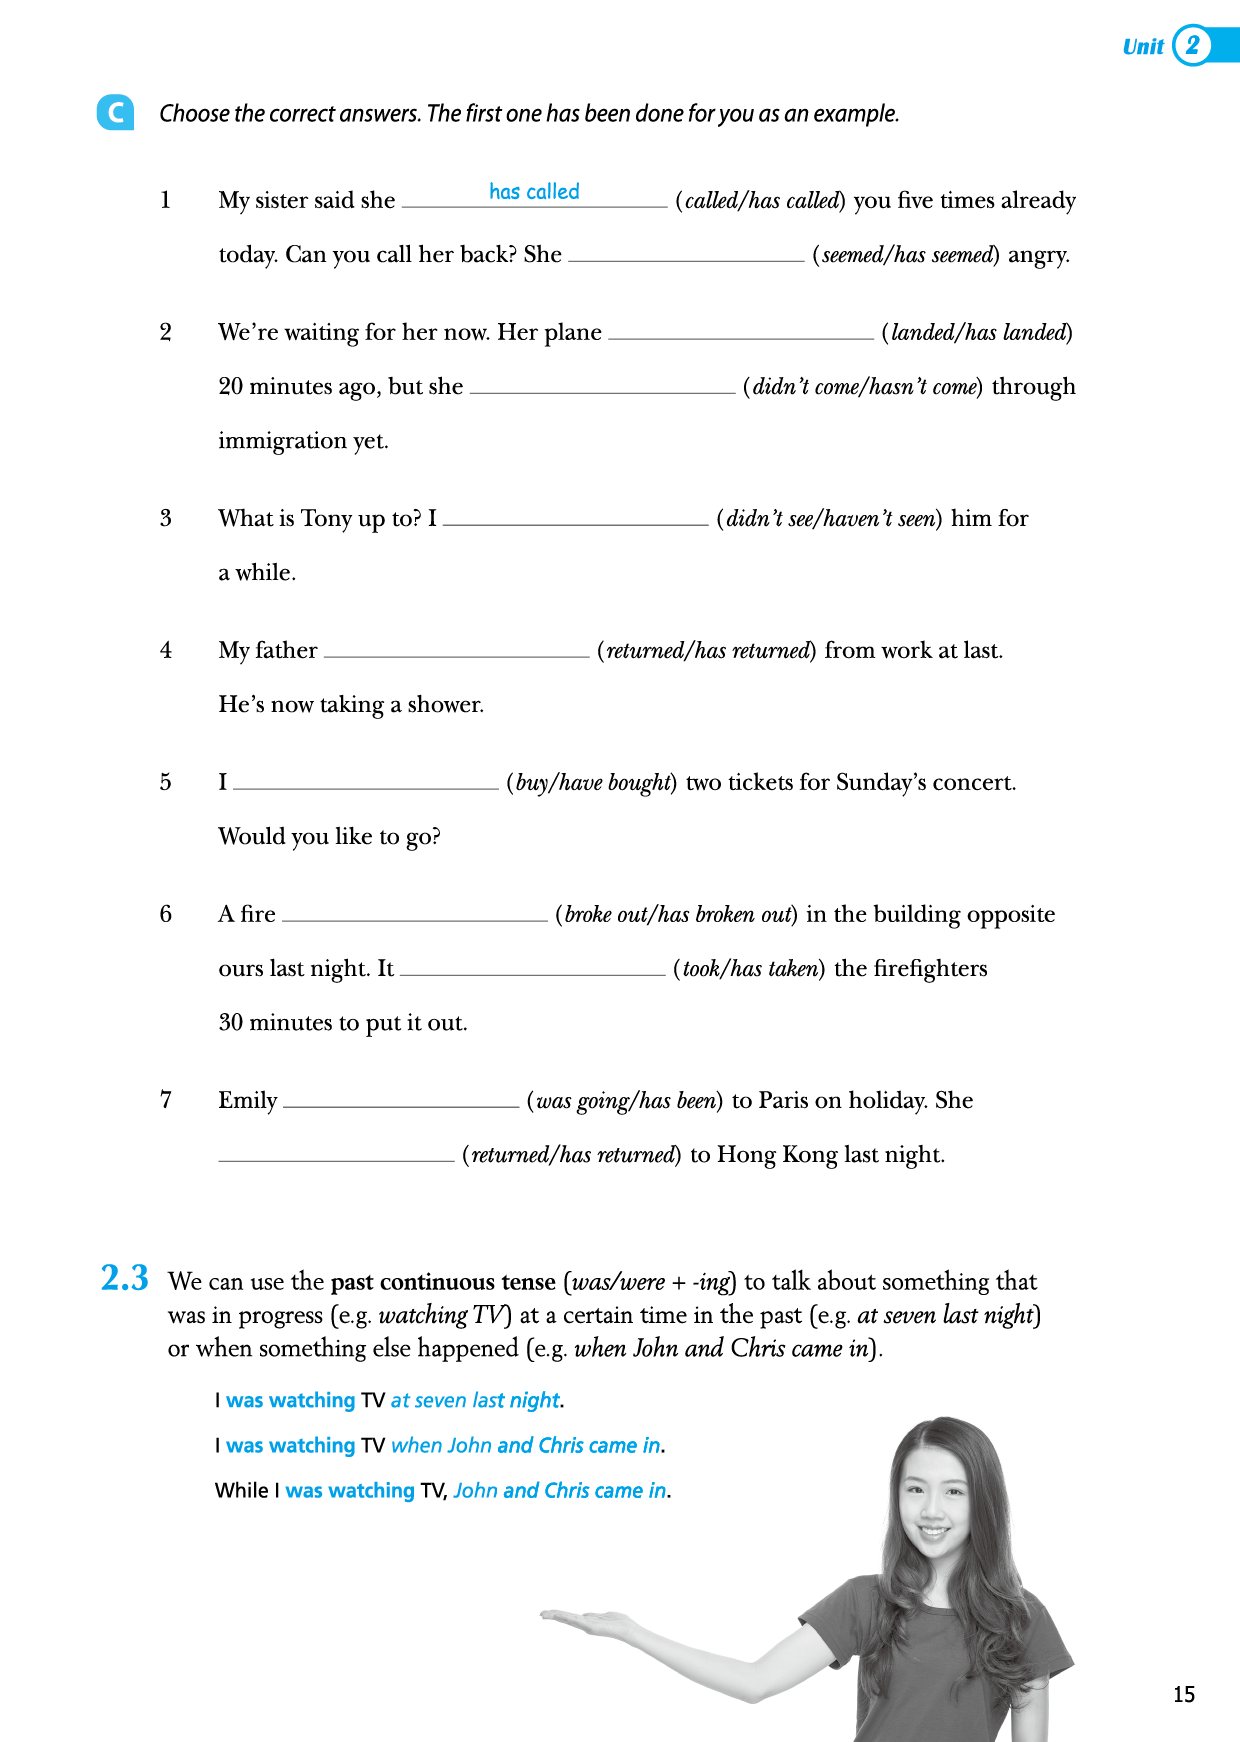 Unit 2
C Choose the correct answers. The first one has been done for you as an example.
1 My sister said she has called (called/has called) you five times already
today. Can you call her back? She ____________ (seemed/has seemed) angry.
2 We’re waiting for her now. Her plane ____________ (landed/has landed)
20 minutes ago, but she ____________ (didn’t come/hasn’t come) through
immigration yet.
3 What is Tony up to? I ____________ (didn’t see/haven’t seen) him for
a while.
4 My father ____________ (returned/has returned) from work at last.
He’s now taking a shower.
5 I ____________ (buy/have bought) two tickets for Sunday’s concert.
Would you like to go?
6 A fire ____________ (broke out/has broken out) in the building opposite
ours last night. It ____________ (took/has taken) the firefighters
30 minutes to put it out.
7 Emily ____________ (was going/has been) to Paris on holiday. She
____________ (returned/has returned) to Hong Kong last night.
2.3 We can use the past continuous tense (was/were + -ing) to talk about something that
was in progress (e.g. watching TV) at a certain time in the past (e.g. at seven last night)
or when something else happened (e.g. when John and Chris came in).
I was watching TV at seven last night.
I was watching TV when John and Chris came in.
While I was watching TV, John and Chris came in.
15